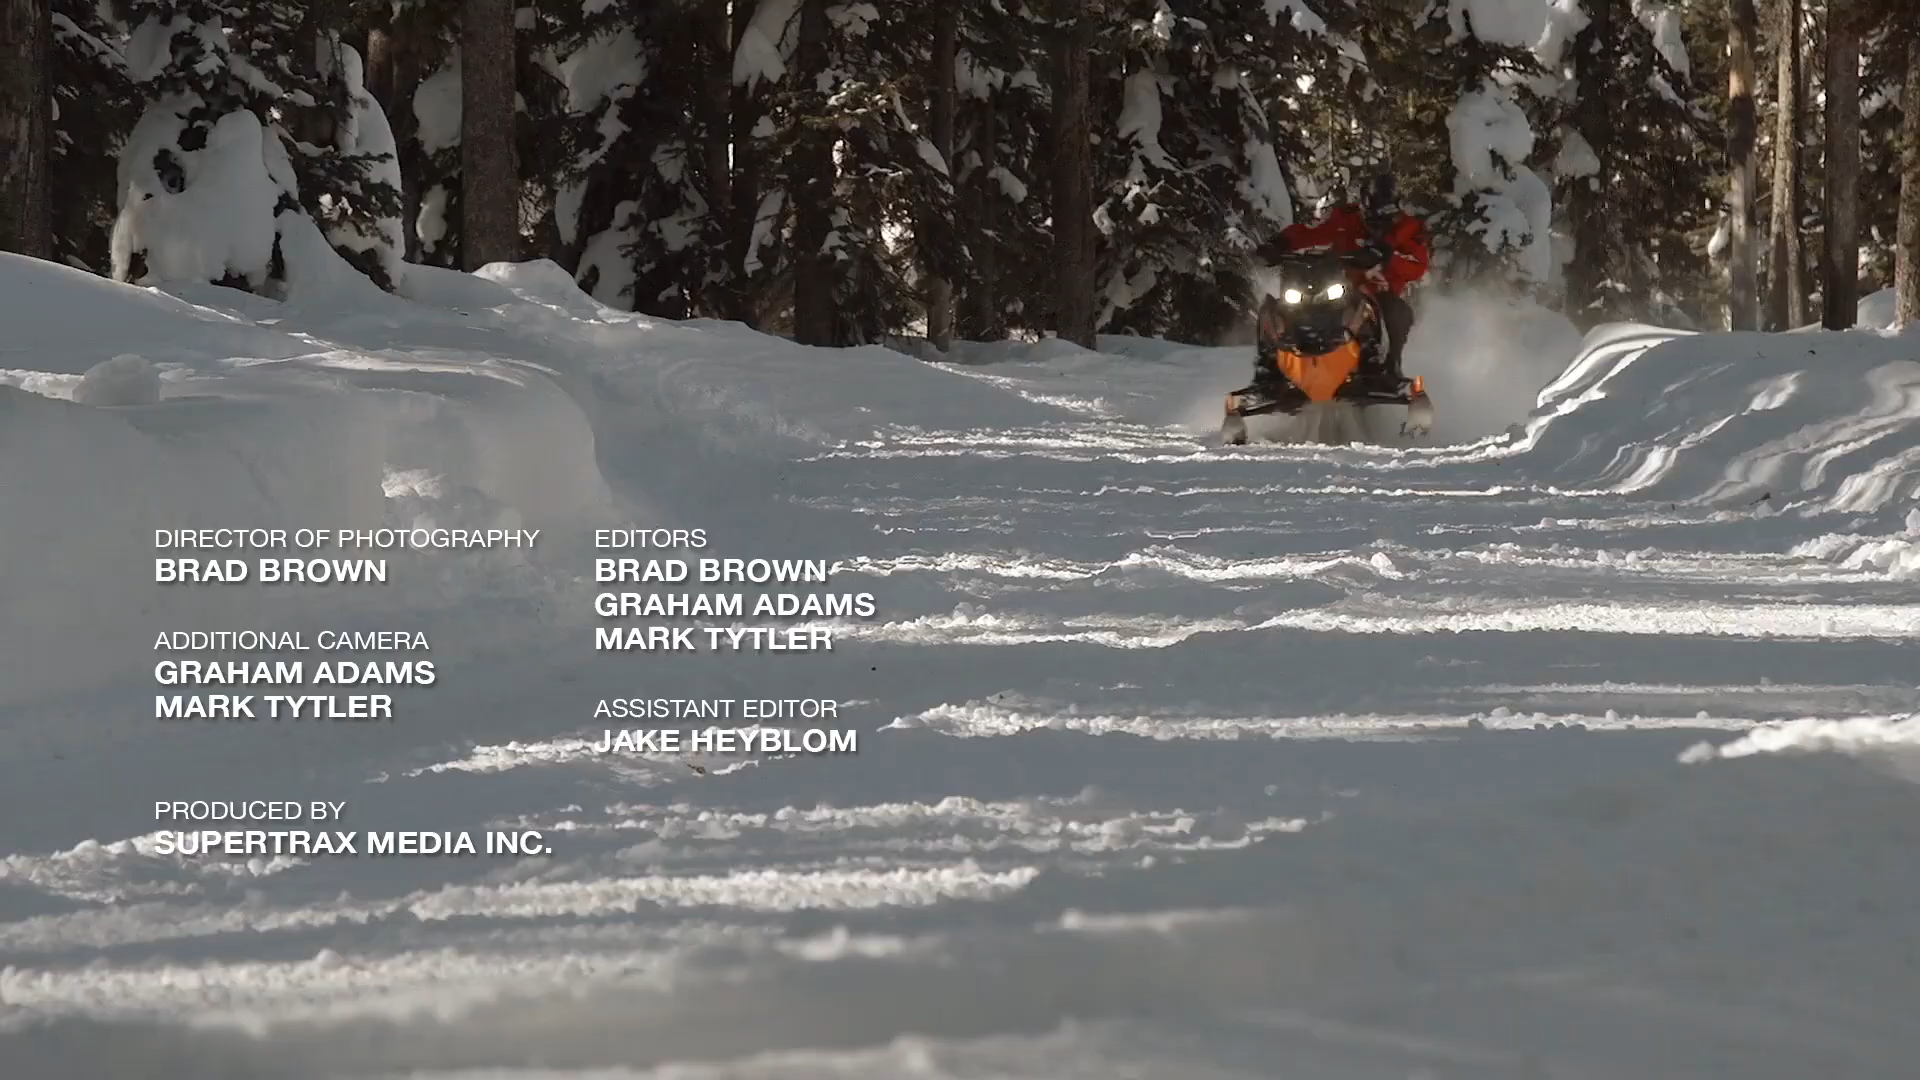 DIRECTOR OF PHOTOGRAPHY
BRAD BROWN
ADDITIONAL CAMERA
GRAHAM ADAMS
MARK TYTLER
PRODUCED BY
SUPERTRAX MEDIA INC.
EDITORS
BRAD BROWN
GRAHAM ADAMS
MARK TYTLER
ASSISTANT EDITOR
JAKE HEYBLOM